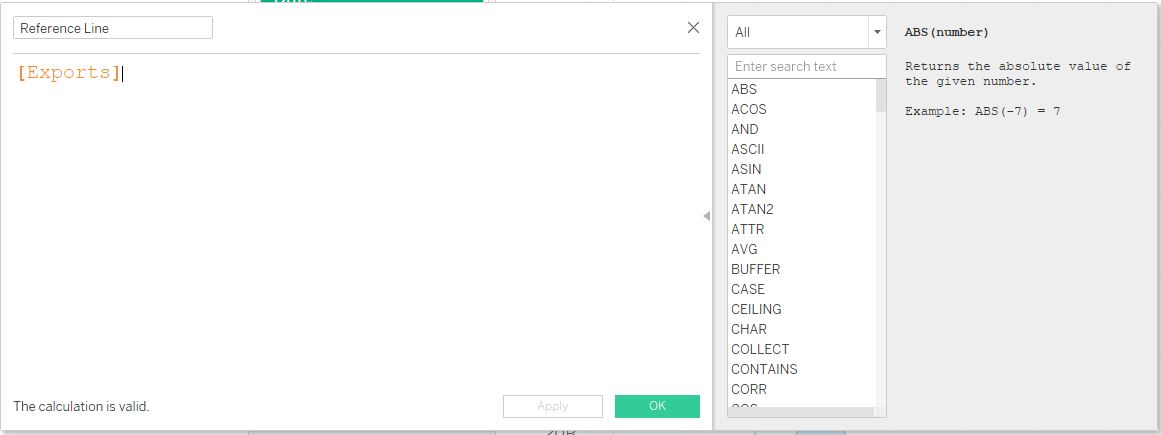 Reference Line
[Exports]
The calculation is valid.
Apply
OK
All
Enter search text
ABS
ACOS
AND
ASCII
ASIN
ATAN
ATAN2
ATTR
AVG
BUFFER
CASE
CEILING
CHAR
COLLECT
CONTAINS
CORR
COS
ABS(number)
Returns the absolute value of
the given number.
Example: ABS(-7) = 7